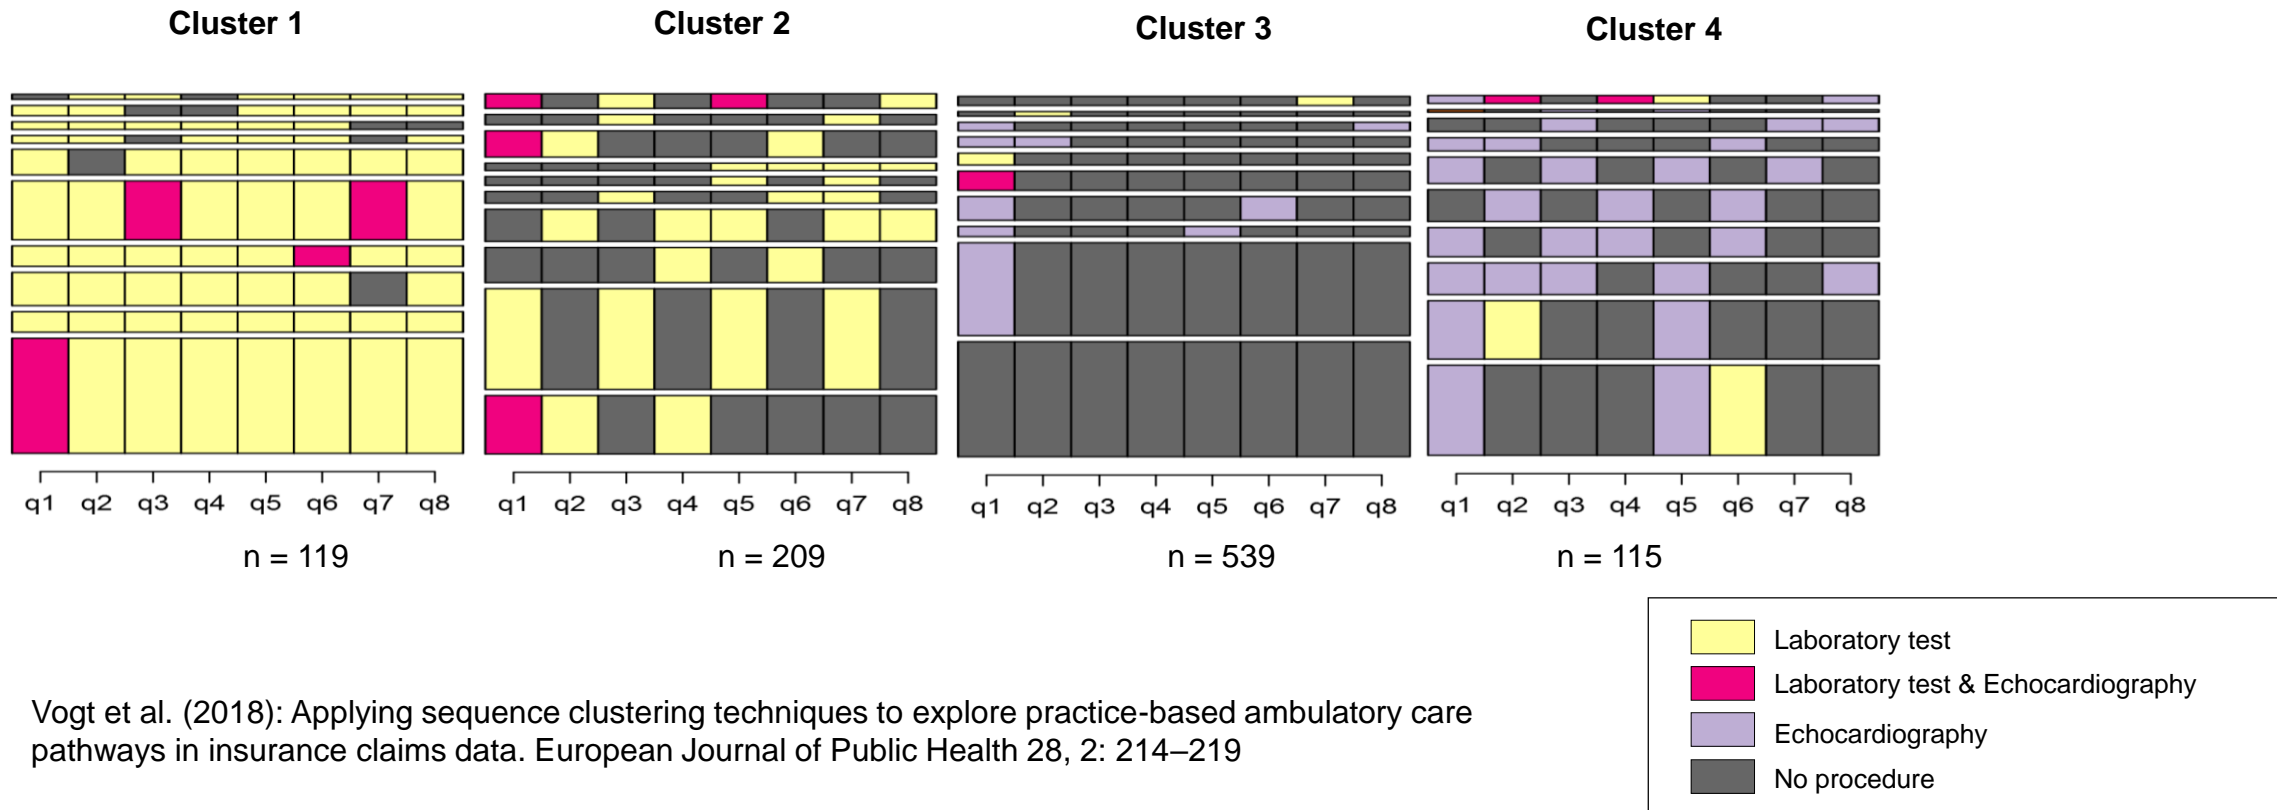 Cluster 1
Cluster 2
Cluster 3
Cluster 4
q1 q2 q3 q4 q5 q6 q7 q8
q1 q2 q3 q4 q5 q6 q7 q8
q1 q2 q3 q4 q5 q6 q7 q8
q1 q2 q3 q4 q5 q6 q7 q8
n = 119
n = 209
n = 539
n = 115
Laboratory test
Laboratory test & Echocardiography
Echocardiography
No procedure
Vogt et al. (2018): Applying sequence clustering techniques to explore practice-based ambulatory care
pathways in insurance claims data. European Journal of Public Health 28, 2: 214–219